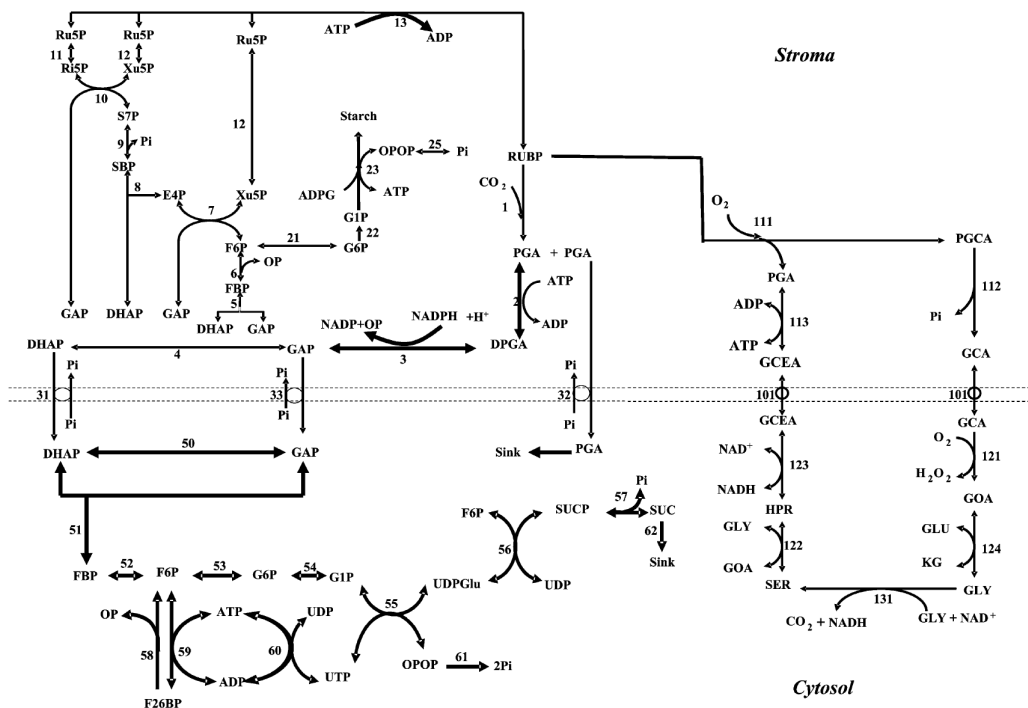 13
ATP
ADP
Ru5P Ru5P Ru5P
Stroma
11 12
Ri5P Xu5P
10
S7P
Starch
9 Pi
12
OPOP 25 Pi
SBP
23
RUBP
8
E4P Xu5P
ADPG ATP
CO2
1
O2
7
G1P
111
22
F6P 21 G6P
PGA + PGA
PGCA
6 OP
PGA
FBP
2 ATP
112
5
ADP
113
Pi
GAP DHAP GAP
DHAP GAP
NADP+OP NADPH +H+
ADP
ATP
DHAP 4 GAP 3 DPGA
GCEA GCA
Pi Pi Pi
31 33 32 101 101
Pi Pi Pi
GCEA GCA
50
DHAP GAP
Sink PGA
NAD+ O2
123 121
NADH H2O2
Pi
57
HPR GOA
51
F6P SUCP SUC
GLY GLU
62
56
122 124
Sink
GOA KG
52 53 54
FBP F6P G6P G1P
UDPGlu UDP
SER GLY
131
OP ATP UDP
55
CO2 + NADH GLY + NAD+
58 59 60
OPOP 61 2Pi
ADP UTP
F26BP
Cytosol